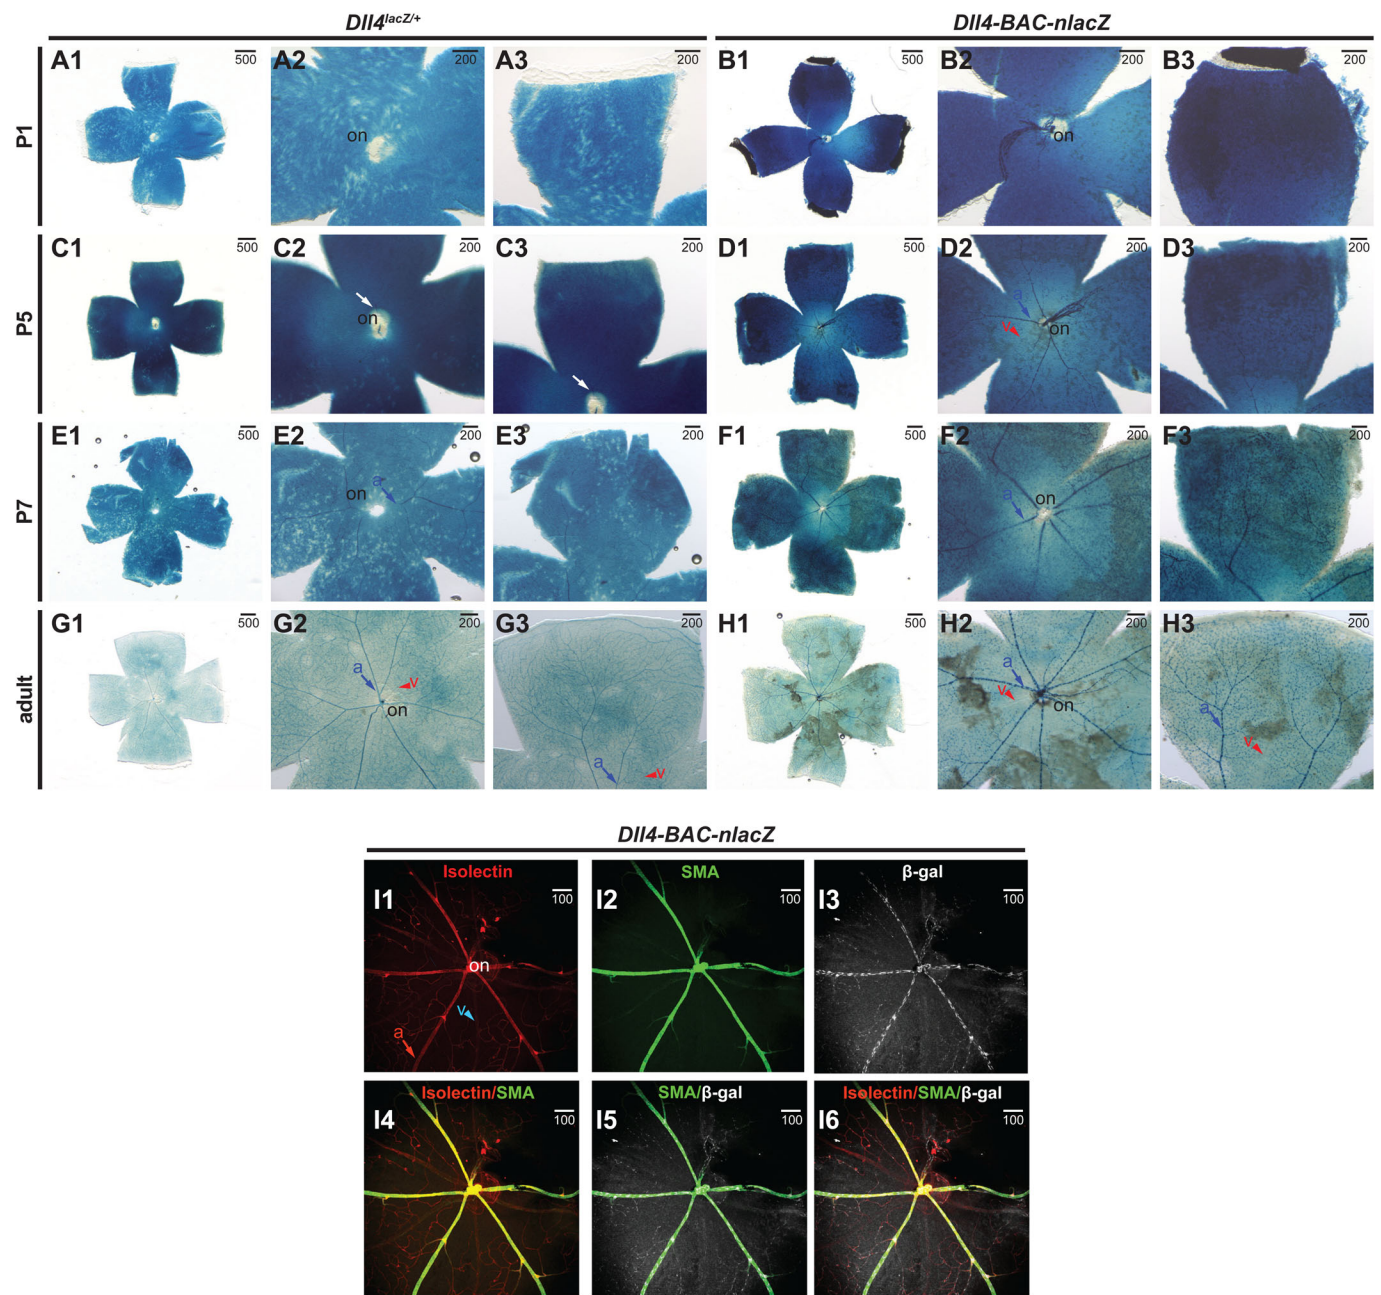 Dll4lacZ/+ Dll4-BAC-nlacZ
P1
A1 500 A2 200 A3 200 B1 500 B2 200 B3 200
on on
P5
C1 500 C2 200 C3 200 D1 500 D2 200 D3 200
on a v on
P7
E1 500 E2 200 E3 200 F1 500 F2 200 F3 200
on a a on
adult
G1 500 G2 200 G3 200 H1 500 H2 200 H3 200
a v on a v a v on a v
Dll4-BAC-nlacZ
Isolectin SMA β-gal
I1 100 I2 100 I3 100
on v a
Isolectin/SMA SMA/β-gal Isolectin/SMA/β-gal
I4 100 I5 100 I6 100